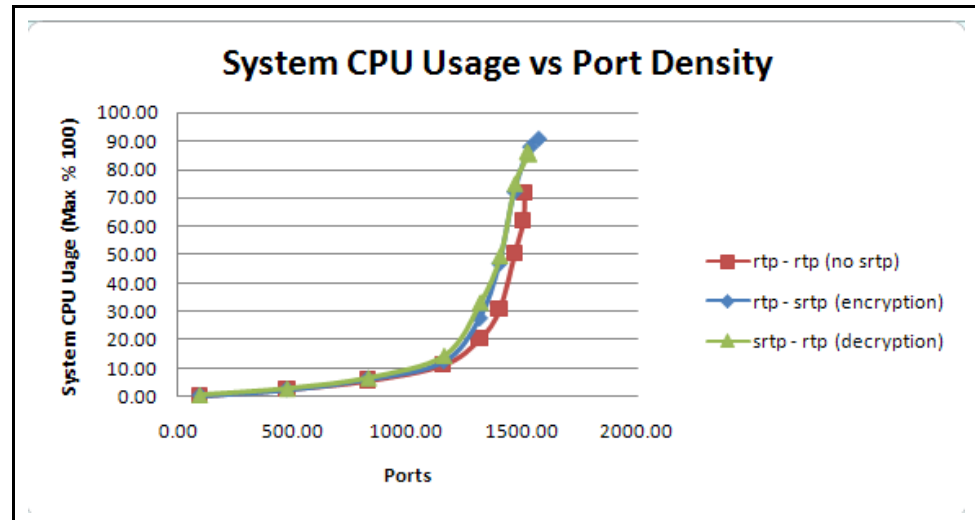 System CPU Usage vs Port Density
System CPU Uage (Max % 100)
100.00
90.00
80.00
70.00
60.00
50.00
40.00
30.00
20.00
10.00
0.00
0.00 500.00 1000.00 1500.00 2000.00
Ports
rtp - rtp (no srtp)
rtp - srtp (encryption)
srtp - rtp (decryption)